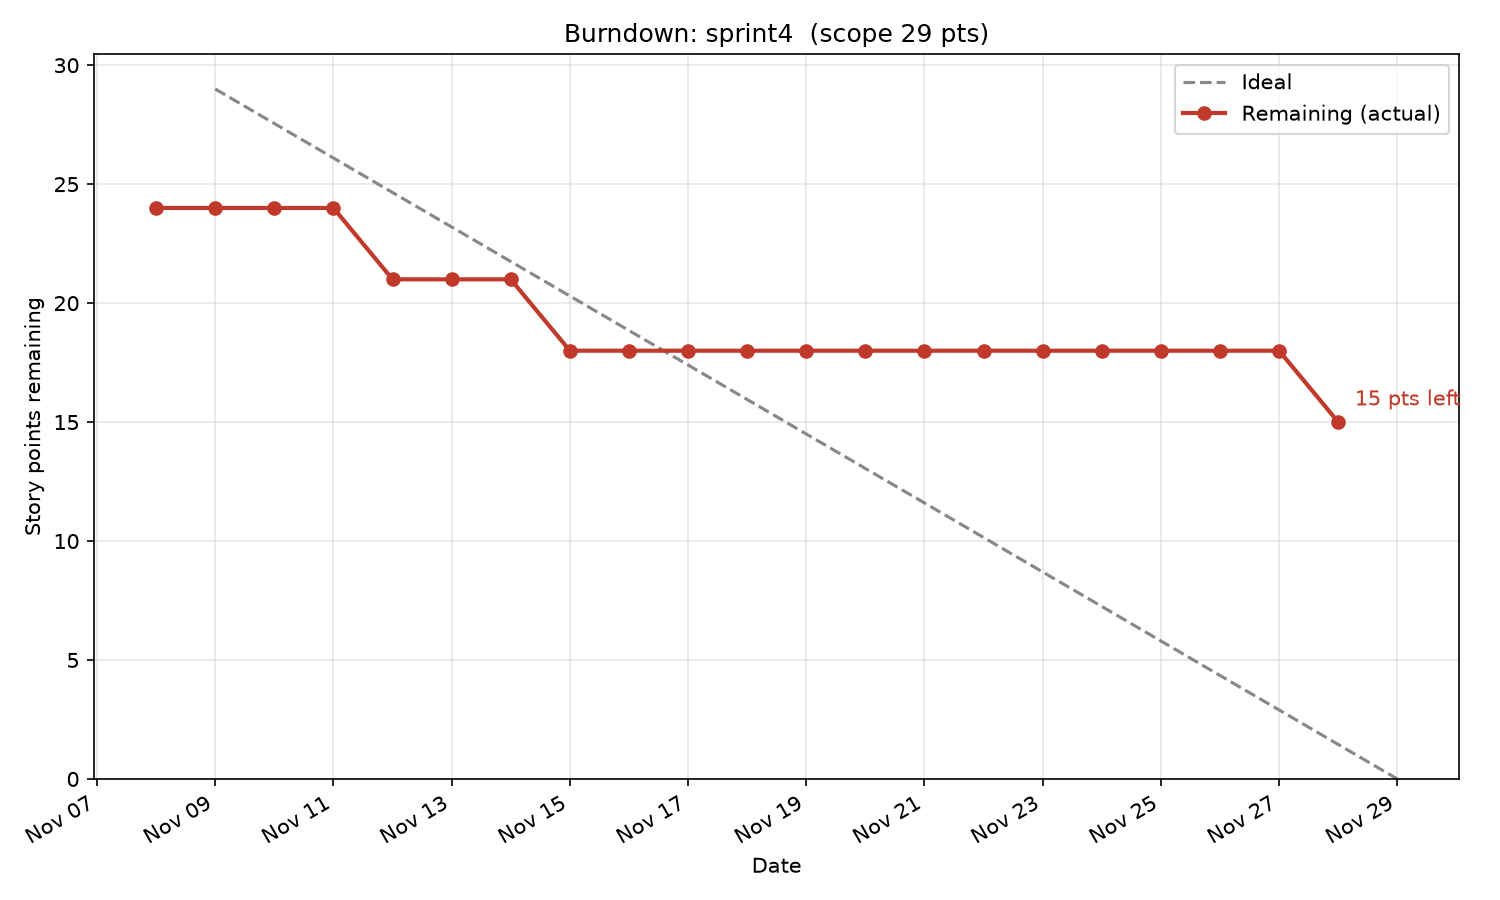 Burndown: sprint4  (scope 29 pts)
Ideal
Remaining (actual)
Story points remaining
30
25
20
15
10
5
0
15 pts left
Nov 07
Nov 09
Nov 11
Nov 13
Nov 15
Nov 17
Nov 19
Nov 21
Nov 23
Nov 25
Nov 27
Nov 29
Date